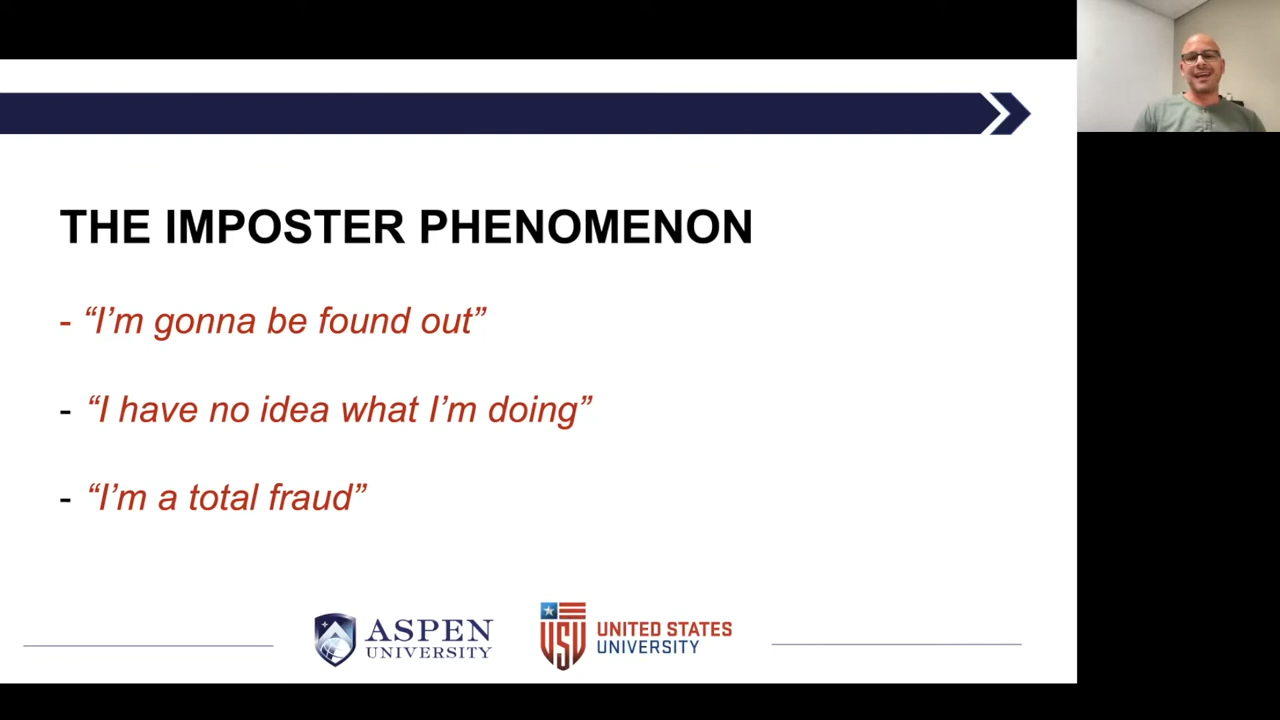 THE IMPOSTER PHENOMENON
- “I’m gonna be found out”
- “I have no idea what I’m doing”
- “I’m a total fraud”
ASPEN
UNIVERSITY
USU
UNITED STATES
UNIVERSITY